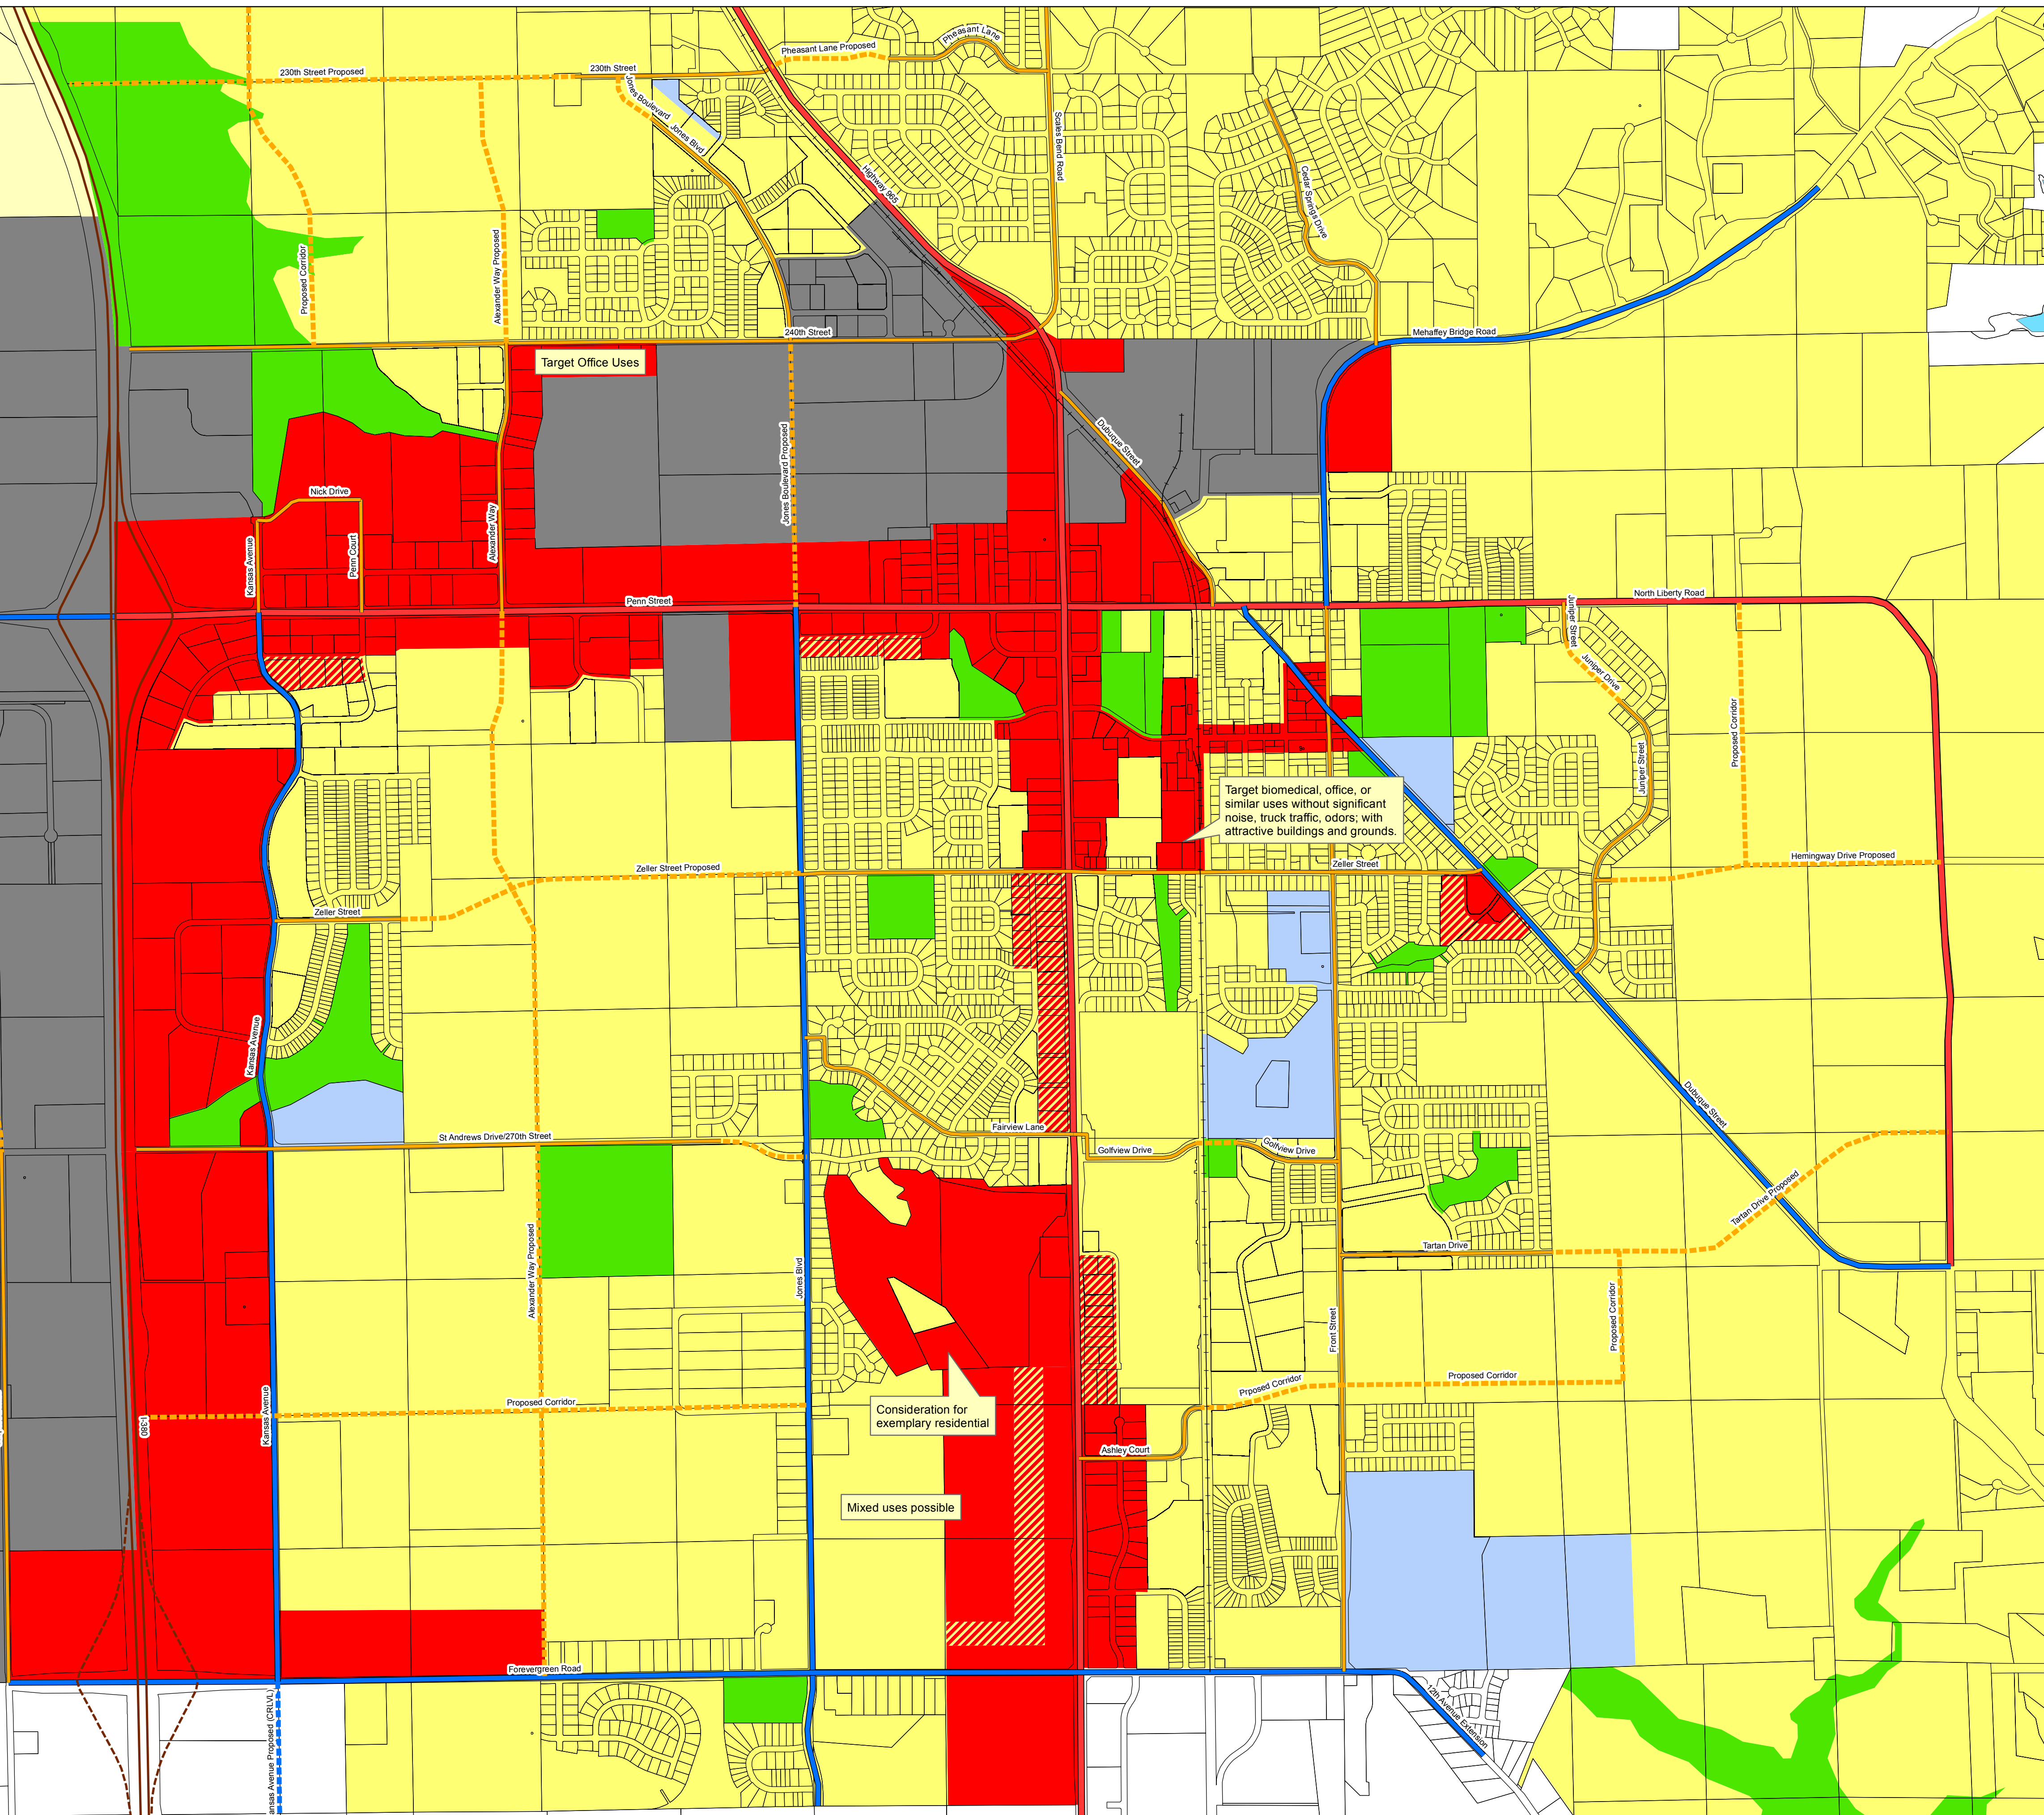 Pheasant Lane
Pheasant Lane Proposed
230th Street
230th Street Proposed
Jones Boulevard
Jones Blvd
Highway 965
Scales Bend Road
Cedar Springs Drive
Proposed Corridor
Alexander Way Proposed
240th Street
Mehaffey Bridge Road
Target Office Uses
Jones Boulevard Proposed
Dubuque Street
Nick Drive
Alexander Way
Kansas Avenue
Penn Court
Penn Street
North Liberty Road
Juniper Street
Juniper Drive
Proposed Corridor
Juniper Street
Target biomedical, office, or
similar uses without significant
noise, truck traffic, odors; with
attractive buildings and grounds.
Zeller Street
Hemingway Drive Proposed
Zeller Street Proposed
Zeller Street
Kansas Avenue
Dubuque Street
St Andrews Drive/270th Street
Fairview Lane
Golfview Drive
Golfview Drive
Tartan Drive Proposed
Tartan Drive
Alexander Way Proposed
Jones Blvd
Front Street
Proposed Corridor
Proposed Corridor
Prposed Corridor
Proposed Corridor
I-380
Kansas Avenue
Consideration for
exemplary residential
Ashley Court
Mixed uses possible
Forevergreen Road
12th Avenue Extension
ansas Avenue Proposed (CRLVL)